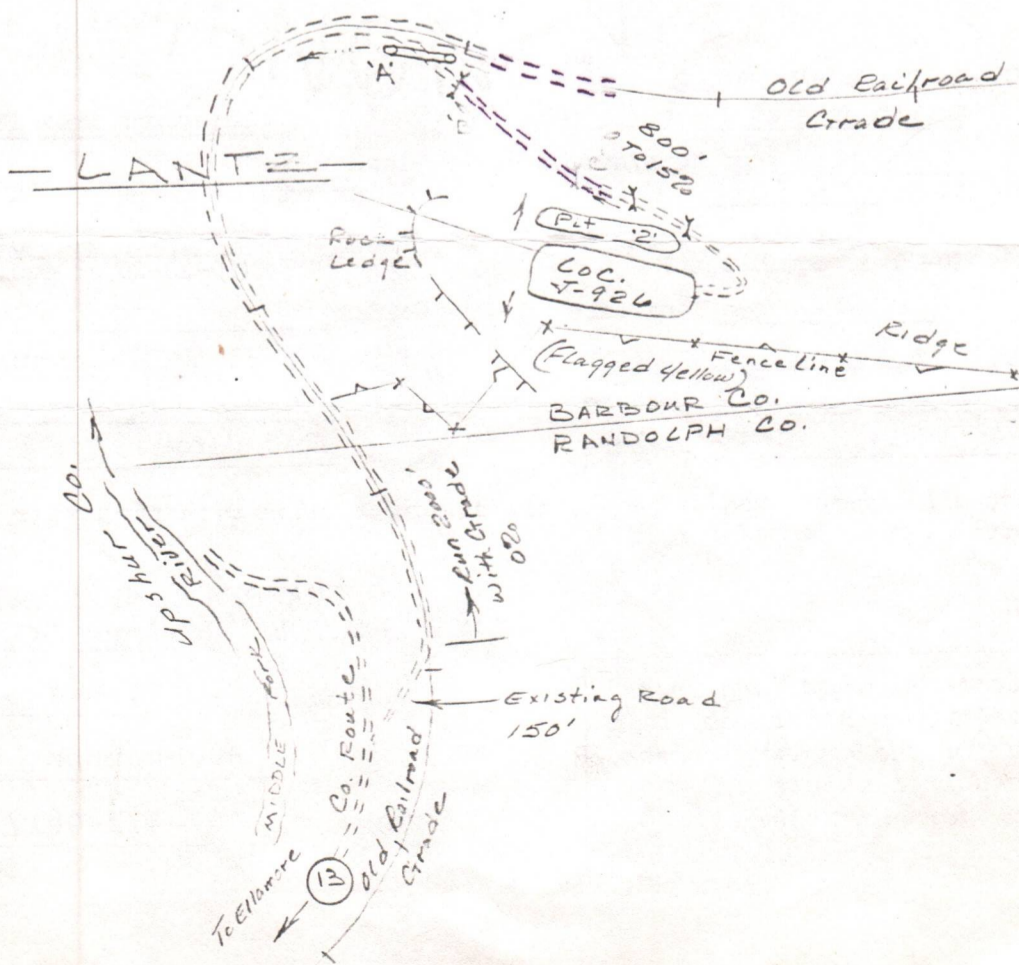 'A'
Old Railroad
Grade
800'
TO 15%
- LANTZ -
Pit '2'
Ledge
LOC.
J-926
Ridge
Fence Line
(Flagged Yellow)
BARBOUR CO.
RANDOLPH CO.
Upshur Co.
River
Run 2000'
with Grade
0%
Fork
MIDDLE
Co. Route
Existing Road
150'
Old Railroad
Grade
13
To Ellamore